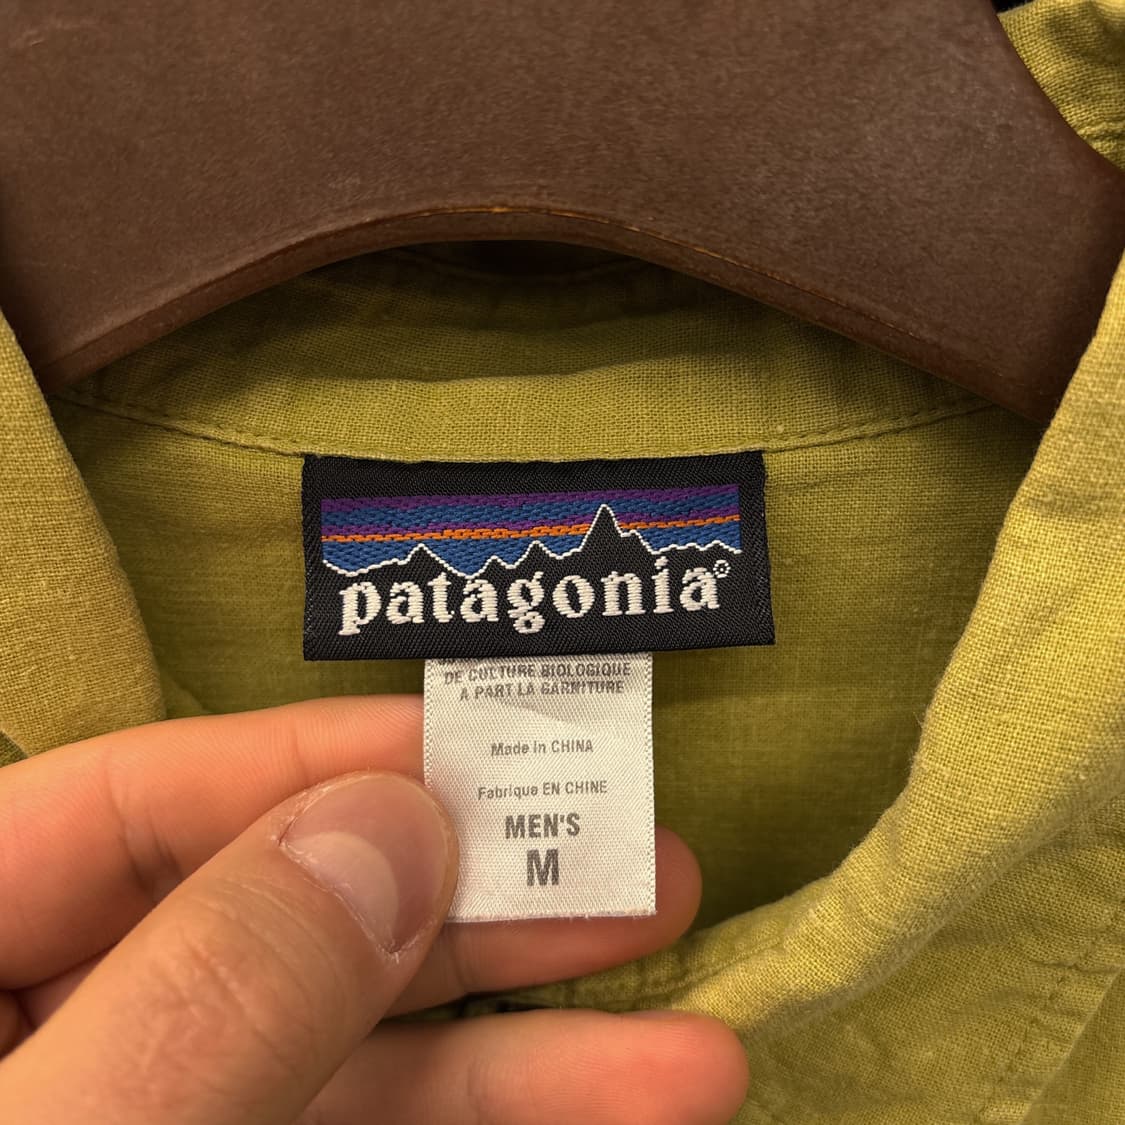 patagonia®
DE CULTURE BIOLOGIQUE
A PART LA GARNITURE
Made in CHINA
Fabriqué EN CHINE
MEN'S
M